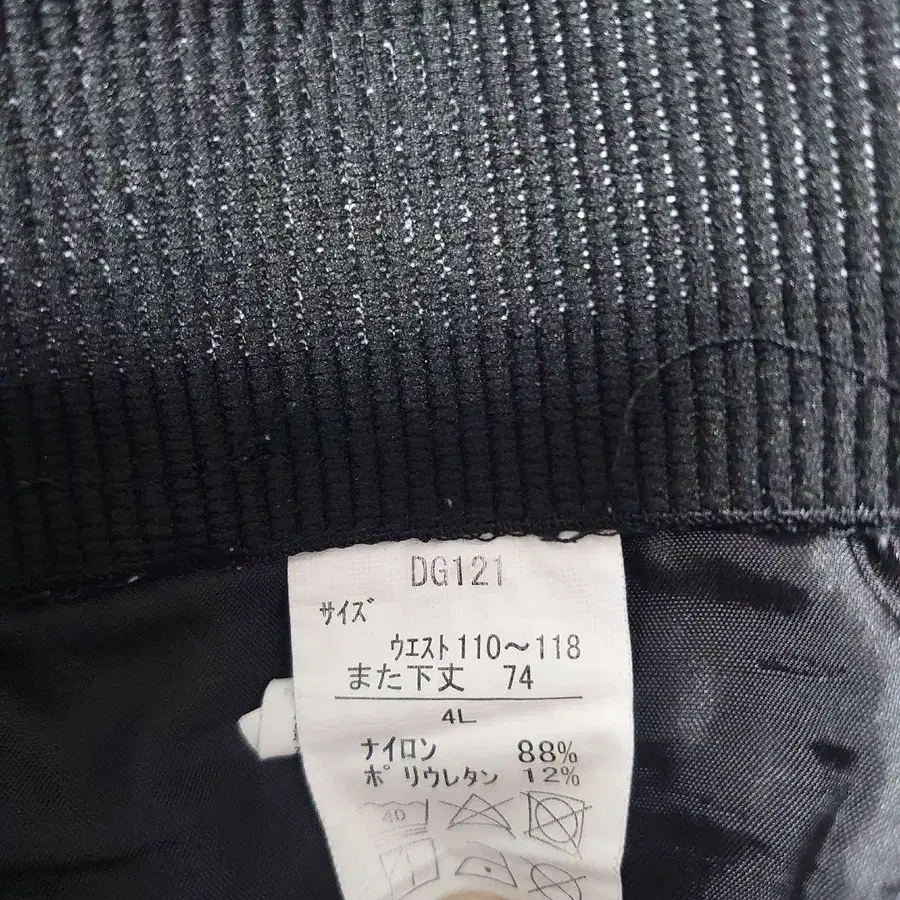 DG121
サイズ
ウエスト110～118
また下丈 74
4L
ナイロン 88%
ポリウレタン 12%
40